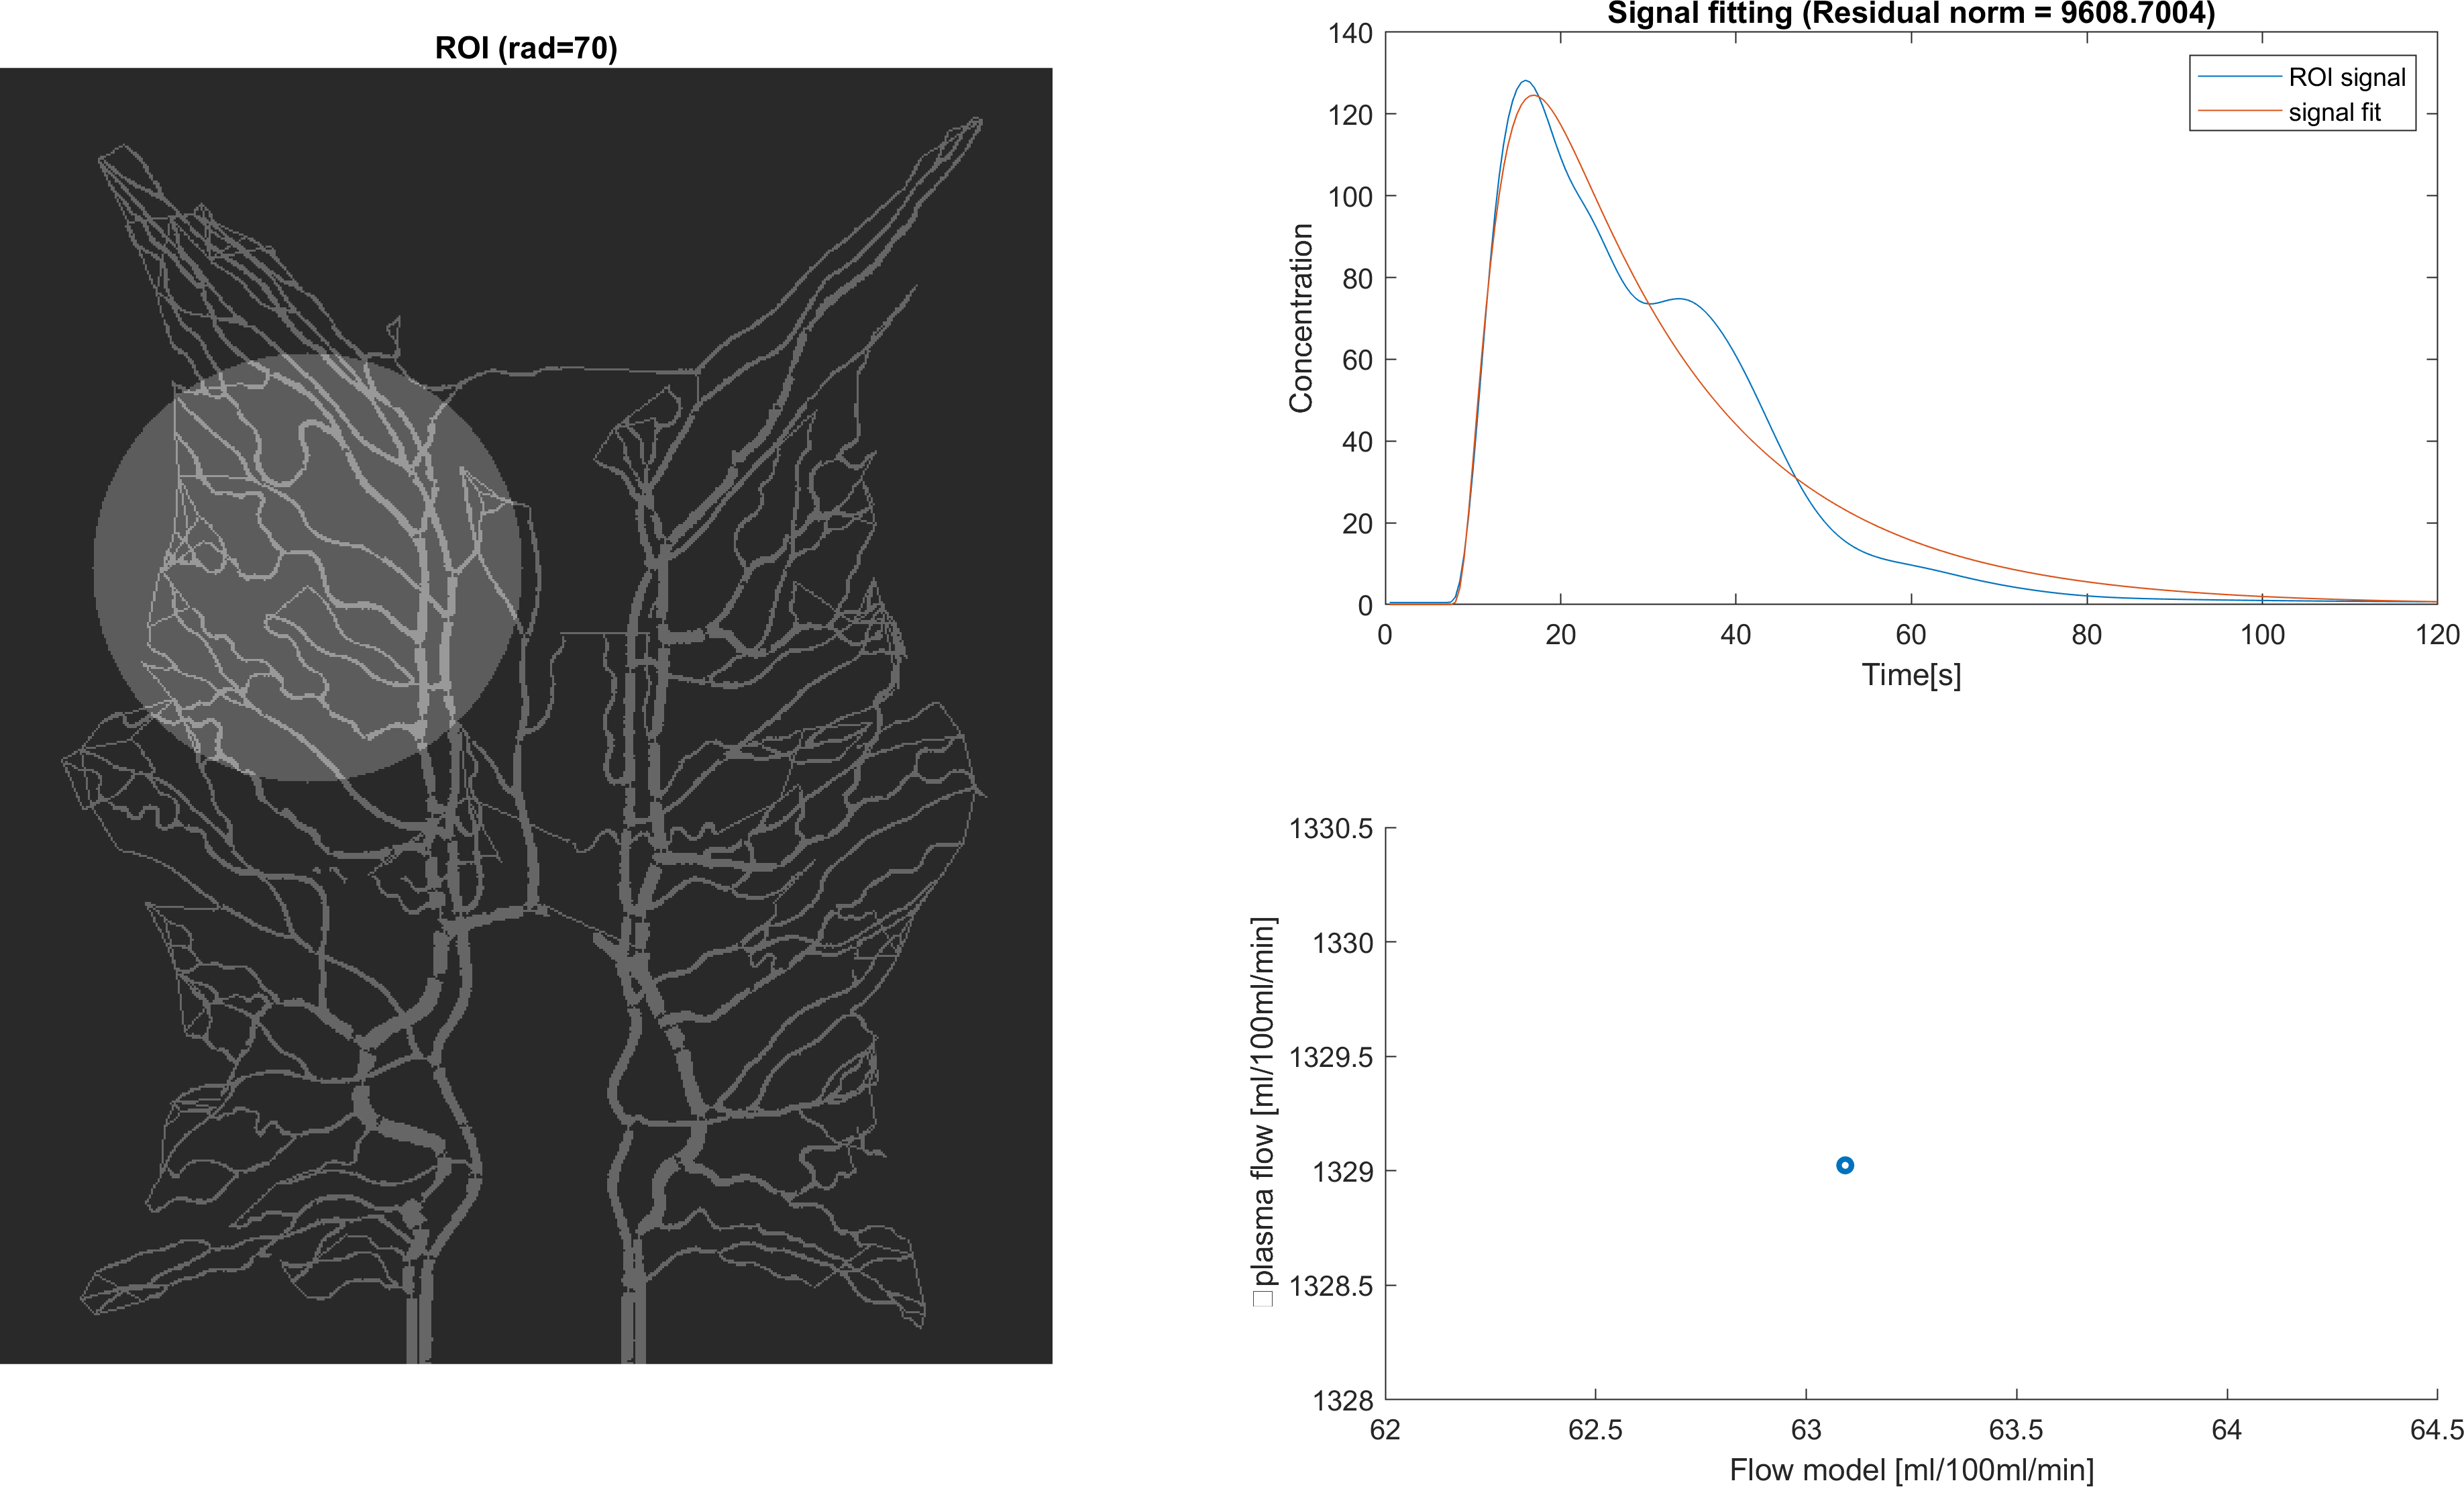 ROI (rad=70)
Signal fitting (Residual norm = 9608.7004)
140
120
100
80
60
40
20
0
Concentration
ROI signal
signal fit
0 20 40 60 80 100 120
Time[s]
1330.5
1330
1329.5
1329
1328.5
1328
□plasma flow [ml/100ml/min]
62 62.5 63 63.5 64 64.5
Flow model [ml/100ml/min]